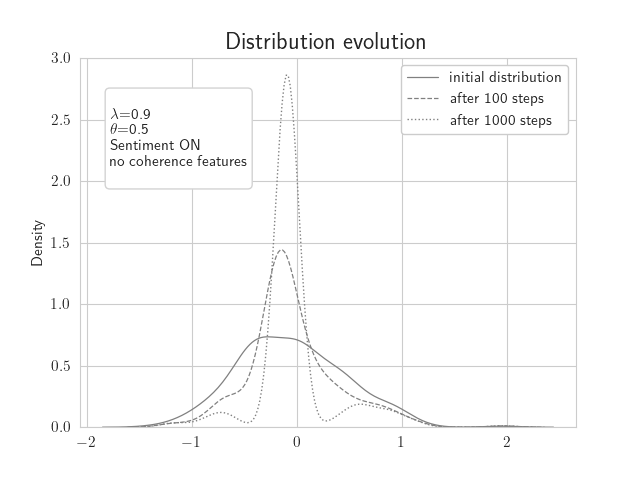 Distribution evolution
3.0
2.5
2.0
1.5
1.0
0.5
0.0
Density
λ=0.9
θ=0.5
Sentiment ON
no coherence features
initial distribution
after 100 steps
after 1000 steps
−2 −1 0 1 2